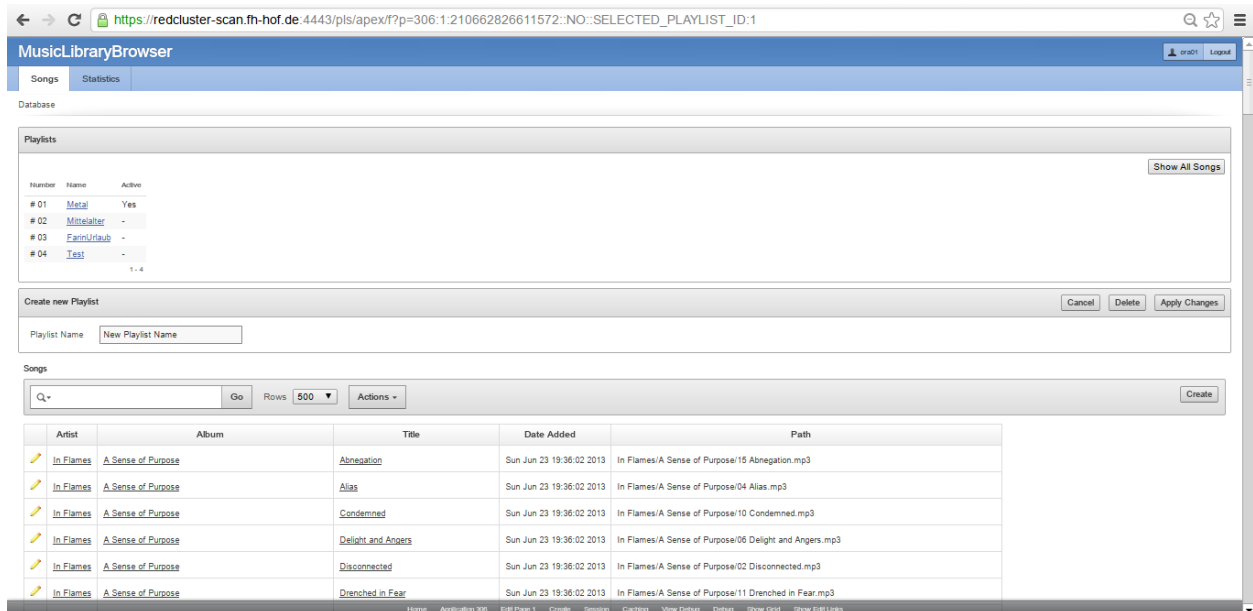 https://redcluster-scan.fh-hof.de:4443/pls/apex/f?p=306:1:210662826611572::NO::SELECTED_PLAYLIST_ID:1
MusicLibraryBrowser
ora01 Logout
Songs Statistics
Database
Playlists
Show All Songs
Number Name Active
# 01 Metal Yes
# 02 Mittelalter -
# 03 FarinUrlaub -
# 04 Test -
1 - 4
Create new Playlist Cancel Delete Apply Changes
Playlist Name New Playlist Name
Songs
Go Rows 500 Actions Create
Artist Album Title Date Added Path
In Flames A Sense of Purpose Abnegation Sun Jun 23 19:36:02 2013 In Flames/A Sense of Purpose/15 Abnegation.mp3
In Flames A Sense of Purpose Alias Sun Jun 23 19:36:02 2013 In Flames/A Sense of Purpose/04 Alias.mp3
In Flames A Sense of Purpose Condemned Sun Jun 23 19:36:02 2013 In Flames/A Sense of Purpose/10 Condemned.mp3
In Flames A Sense of Purpose Delight and Angers Sun Jun 23 19:36:02 2013 In Flames/A Sense of Purpose/06 Delight and Angers.mp3
In Flames A Sense of Purpose Disconnected Sun Jun 23 19:36:02 2013 In Flames/A Sense of Purpose/02 Disconnected.mp3
In Flames A Sense of Purpose Drenched in Fear Sun Jun 23 19:36:02 2013 In Flames/A Sense of Purpose/11 Drenched in Fear.mp3
Home Application 306 Edit Page 1 Create Session Caching View Debug Debug Show Grid Show Edit Links